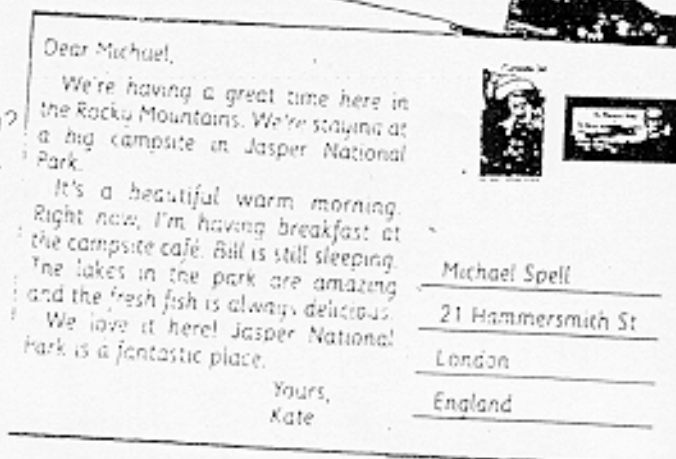 Dear Michael,
We're having a great time here in
the Rocky Mountains. We're staying at
a big campsite in Jasper National
Park.
It's a beautiful warm morning.
Right now, I'm having breakfast at
the campsite café. Bill is still sleeping.
The lakes in the park are amazing
and the fresh fish is always delicious.
We love it here! Jasper National
Park is a fantastic place.
Yours,
Kate
Michael Spell
21 Hammersmith St
London
England